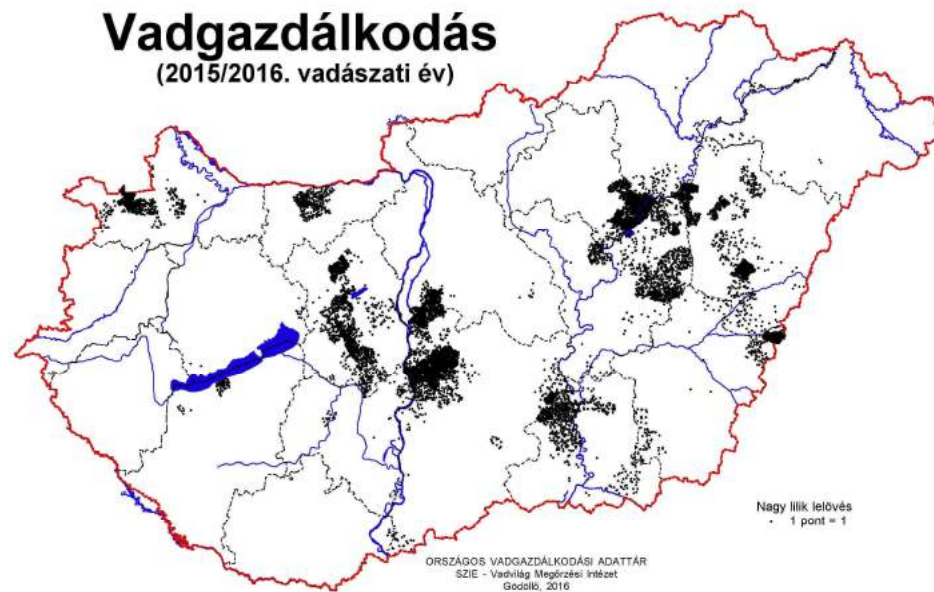 Vadgazdálkodás
(2015/2016. vadászati év)
Nagy lilik lelövés
• 1 pont = 1
ORSZÁGOS VADGAZDÁLKODÁSI ADATTÁR
SZIE - Vadvilág Megőrzési Intézet
Gödöllő, 2016